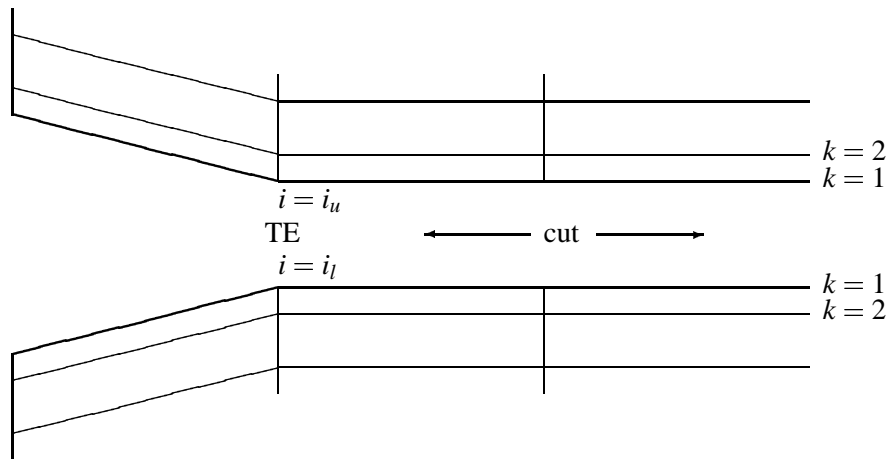 k = 2
k = 1
i = i_u
TE
cut
i = i_l
k = 1
k = 2